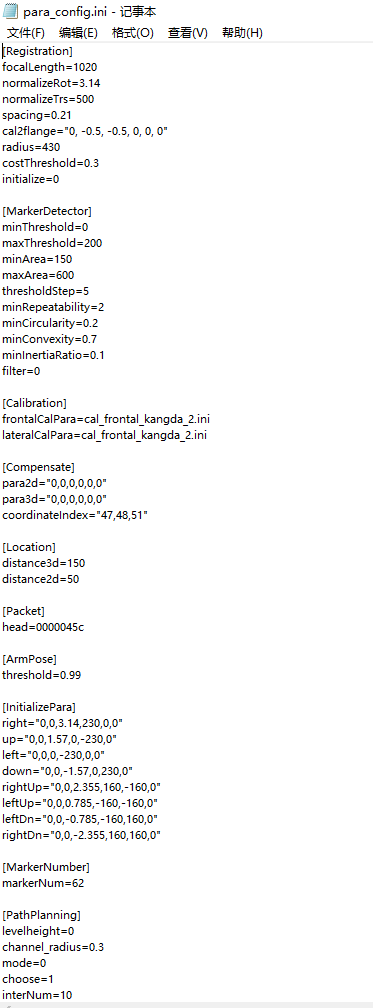 para_config.ini - 记事本
文件(F) 编辑(E) 格式(O) 查看(V) 帮助(H)
[Registration]
focalLength=1020
normalizeRot=3.14
normalizeTrs=500
spacing=0.21
cal2flange="0, -0.5, -0.5, 0, 0, 0"
radius=430
costThreshold=0.3
initialize=0

[MarkerDetector]
minThreshold=0
maxThreshold=200
minArea=150
maxArea=600
thresholdStep=5
minRepeatability=2
minCircularity=0.2
minConvexity=0.7
minInertiaRatio=0.1
filter=0

[Calibration]
frontalCalPara=cal_frontal_kangda_2.ini
lateralCalPara=cal_frontal_kangda_2.ini

[Compensate]
para2d="0,0,0,0,0,0"
para3d="0,0,0,0,0,0"
coordinateIndex="47,48,51"

[Location]
distance3d=150
distance2d=50

[Packet]
head=0000045c

[ArmPose]
threshold=0.99

[InitializePara]
right="0,0,3.14,230,0,0"
up="0,0,1.57,0,-230,0"
left="0,0,0,-230,0,0"
down="0,0,-1.57,0,230,0"
rightUp="0,0,2.355,160,-160,0"
leftUp="0,0,0.785,-160,-160,0"
leftDn="0,0,-0.785,-160,160,0"
rightDn="0,0,-2.355,160,160,0"

[MarkerNumber]
markerNum=62

[PathPlanning]
levelheight=0
channel_radius=0.3
mode=0
choose=1
interNum=10